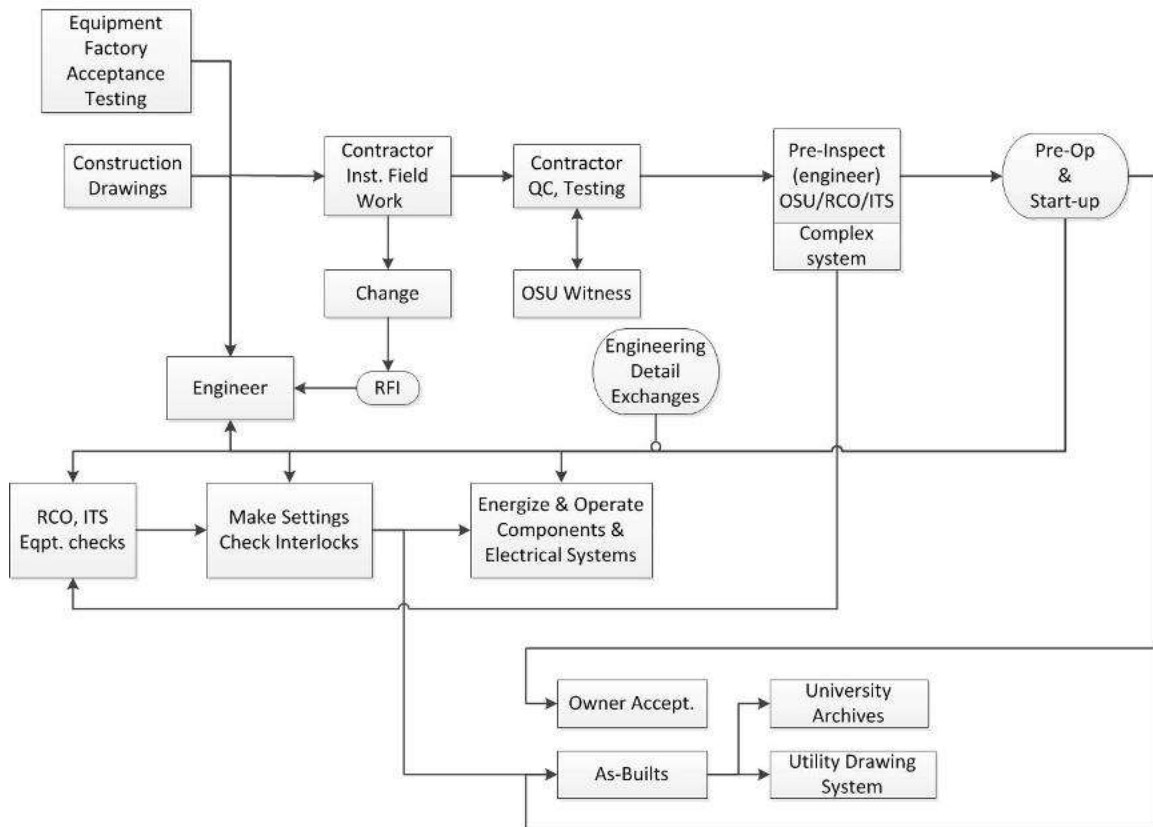 Equipment
Factory
Acceptance
Testing
Construction
Drawings
Contractor
Inst. Field
Work
Contractor
QC, Testing
Pre-Inspect
(engineer)
OSU/RCO/ITS
Complex
system
Pre-Op
&
Start-up
Change
OSU Witness
RFI
Engineer
Engineering
Detail
Exchanges
RCO, ITS
Eqpt. checks
Make Settings
Check Interlocks
Energize & Operate
Components &
Electrical Systems
Owner Accept.
University
Archives
As-Builts
Utility Drawing
System